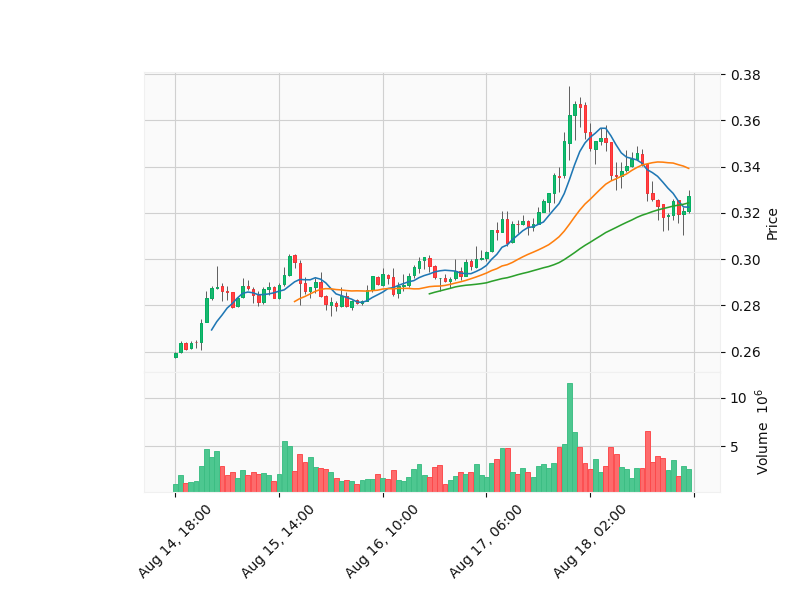 0.38
0.36
0.34
0.32
0.30
0.28
0.26
Price
10
5
Volume 10⁶
Aug 14, 18:00
Aug 15, 14:00
Aug 16, 10:00
Aug 17, 06:00
Aug 18, 02:00